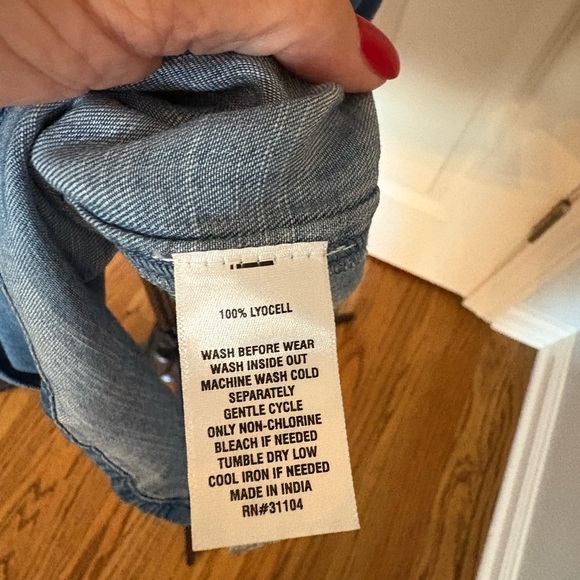 100% LYOCELL
WASH BEFORE WEAR
WASH INSIDE OUT
MACHINE WASH COLD
SEPARATELY
GENTLE CYCLE
ONLY NON-CHLORINE
BLEACH IF NEEDED
TUMBLE DRY LOW
COOL IRON IF NEEDED
MADE IN INDIA
RN#31104